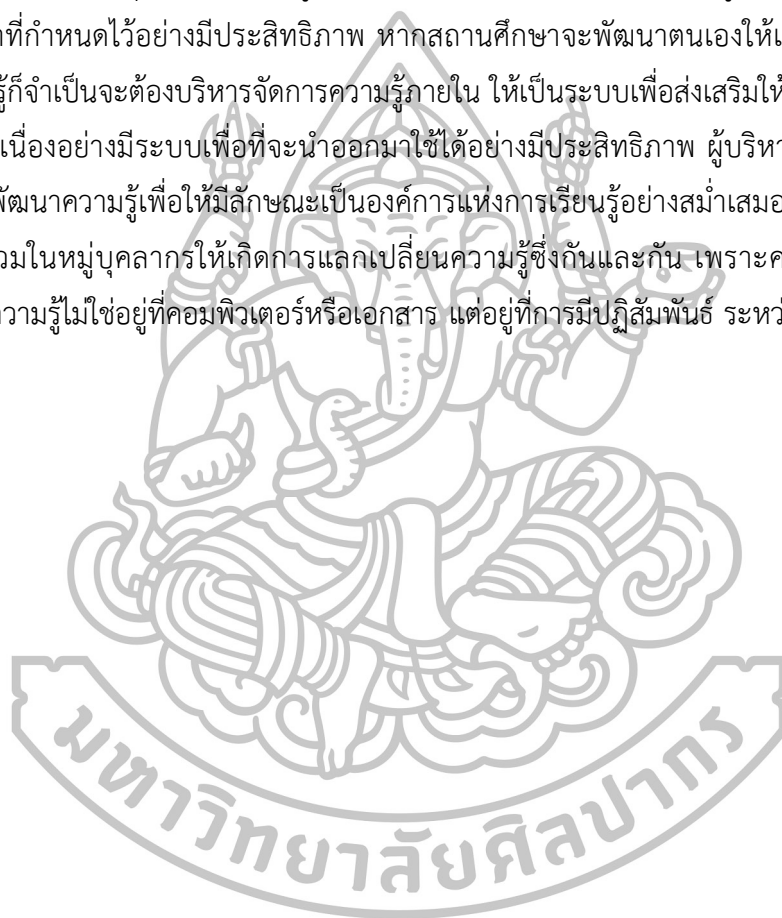 าที่กำหนดไว้อย่างมีประสิทธิภาพ หากสถานศึกษาจะพัฒนาตนเองให้เ
รู้ก็จำเป็นจะต้องบริหารจัดการความรู้ภายใน ให้เป็นระบบเพื่อส่งเสริมให้
เนื่องอย่างมีระบบเพื่อที่จะนำออกมาใช้ได้อย่างมีประสิทธิภาพ ผู้บริหา
พัฒนาความรู้เพื่อให้มีลักษณะเป็นองค์การแห่งการเรียนรู้อย่างสม่ำเสมอ
วมในหมู่บุคลากรให้เกิดการแลกเปลี่ยนความรู้ซึ่งกันและกัน เพราะค
วามรู้ไม่ใช่อยู่ที่คอมพิวเตอร์หรือเอกสาร แต่อยู่ที่การมีปฏิสัมพันธ์ ระหว่
มหาวิทยาลัยศิลปากร